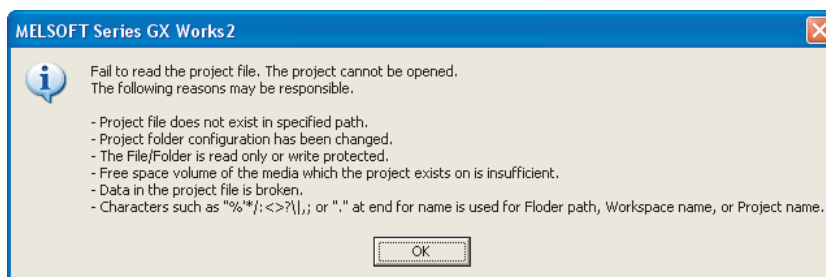 MELSOFT Series GX Works2
Fail to read the project file. The project cannot be opened.
The following reasons may be responsible.
- Project file does not exist in specified path.
- Project folder configuration has been changed.
- The File/Folder is read only or write protected.
- Free space volume of the media which the project exists on is insufficient.
- Data in the project file is broken.
- Characters such as "%'*/:<>?\|,; or "." at end for name is used for Floder path, Workspace name, or Project name.
OK